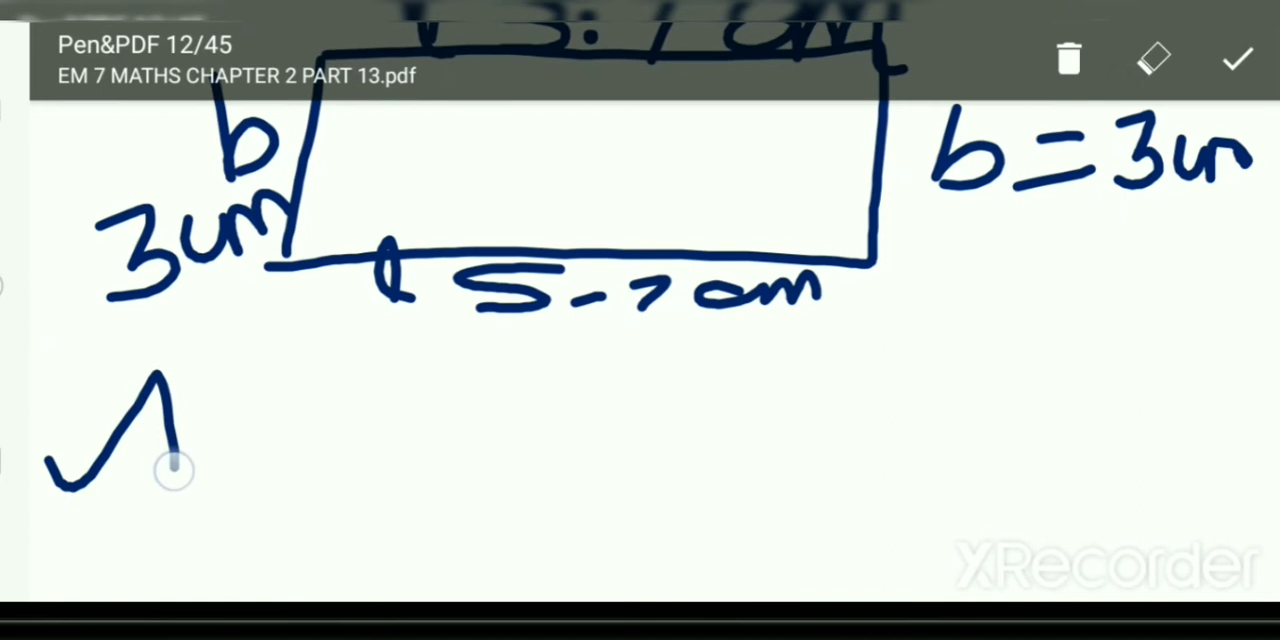 Pen&PDF 12/45
EM 7 MATHS CHAPTER 2 PART 13.pdf
b
b = 3cm
3cm
5.7cm
XRecorder